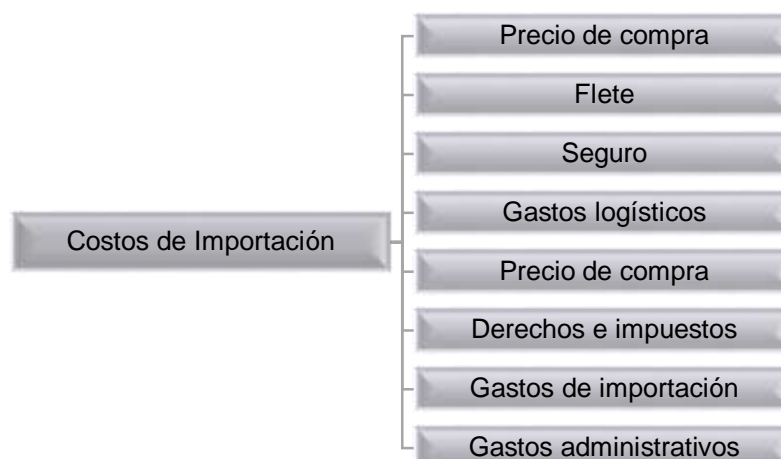 Precio de compra
Flete
Seguro
Gastos logísticos
Costos de Importación
Precio de compra
Derechos e impuestos
Gastos de importación
Gastos administrativos